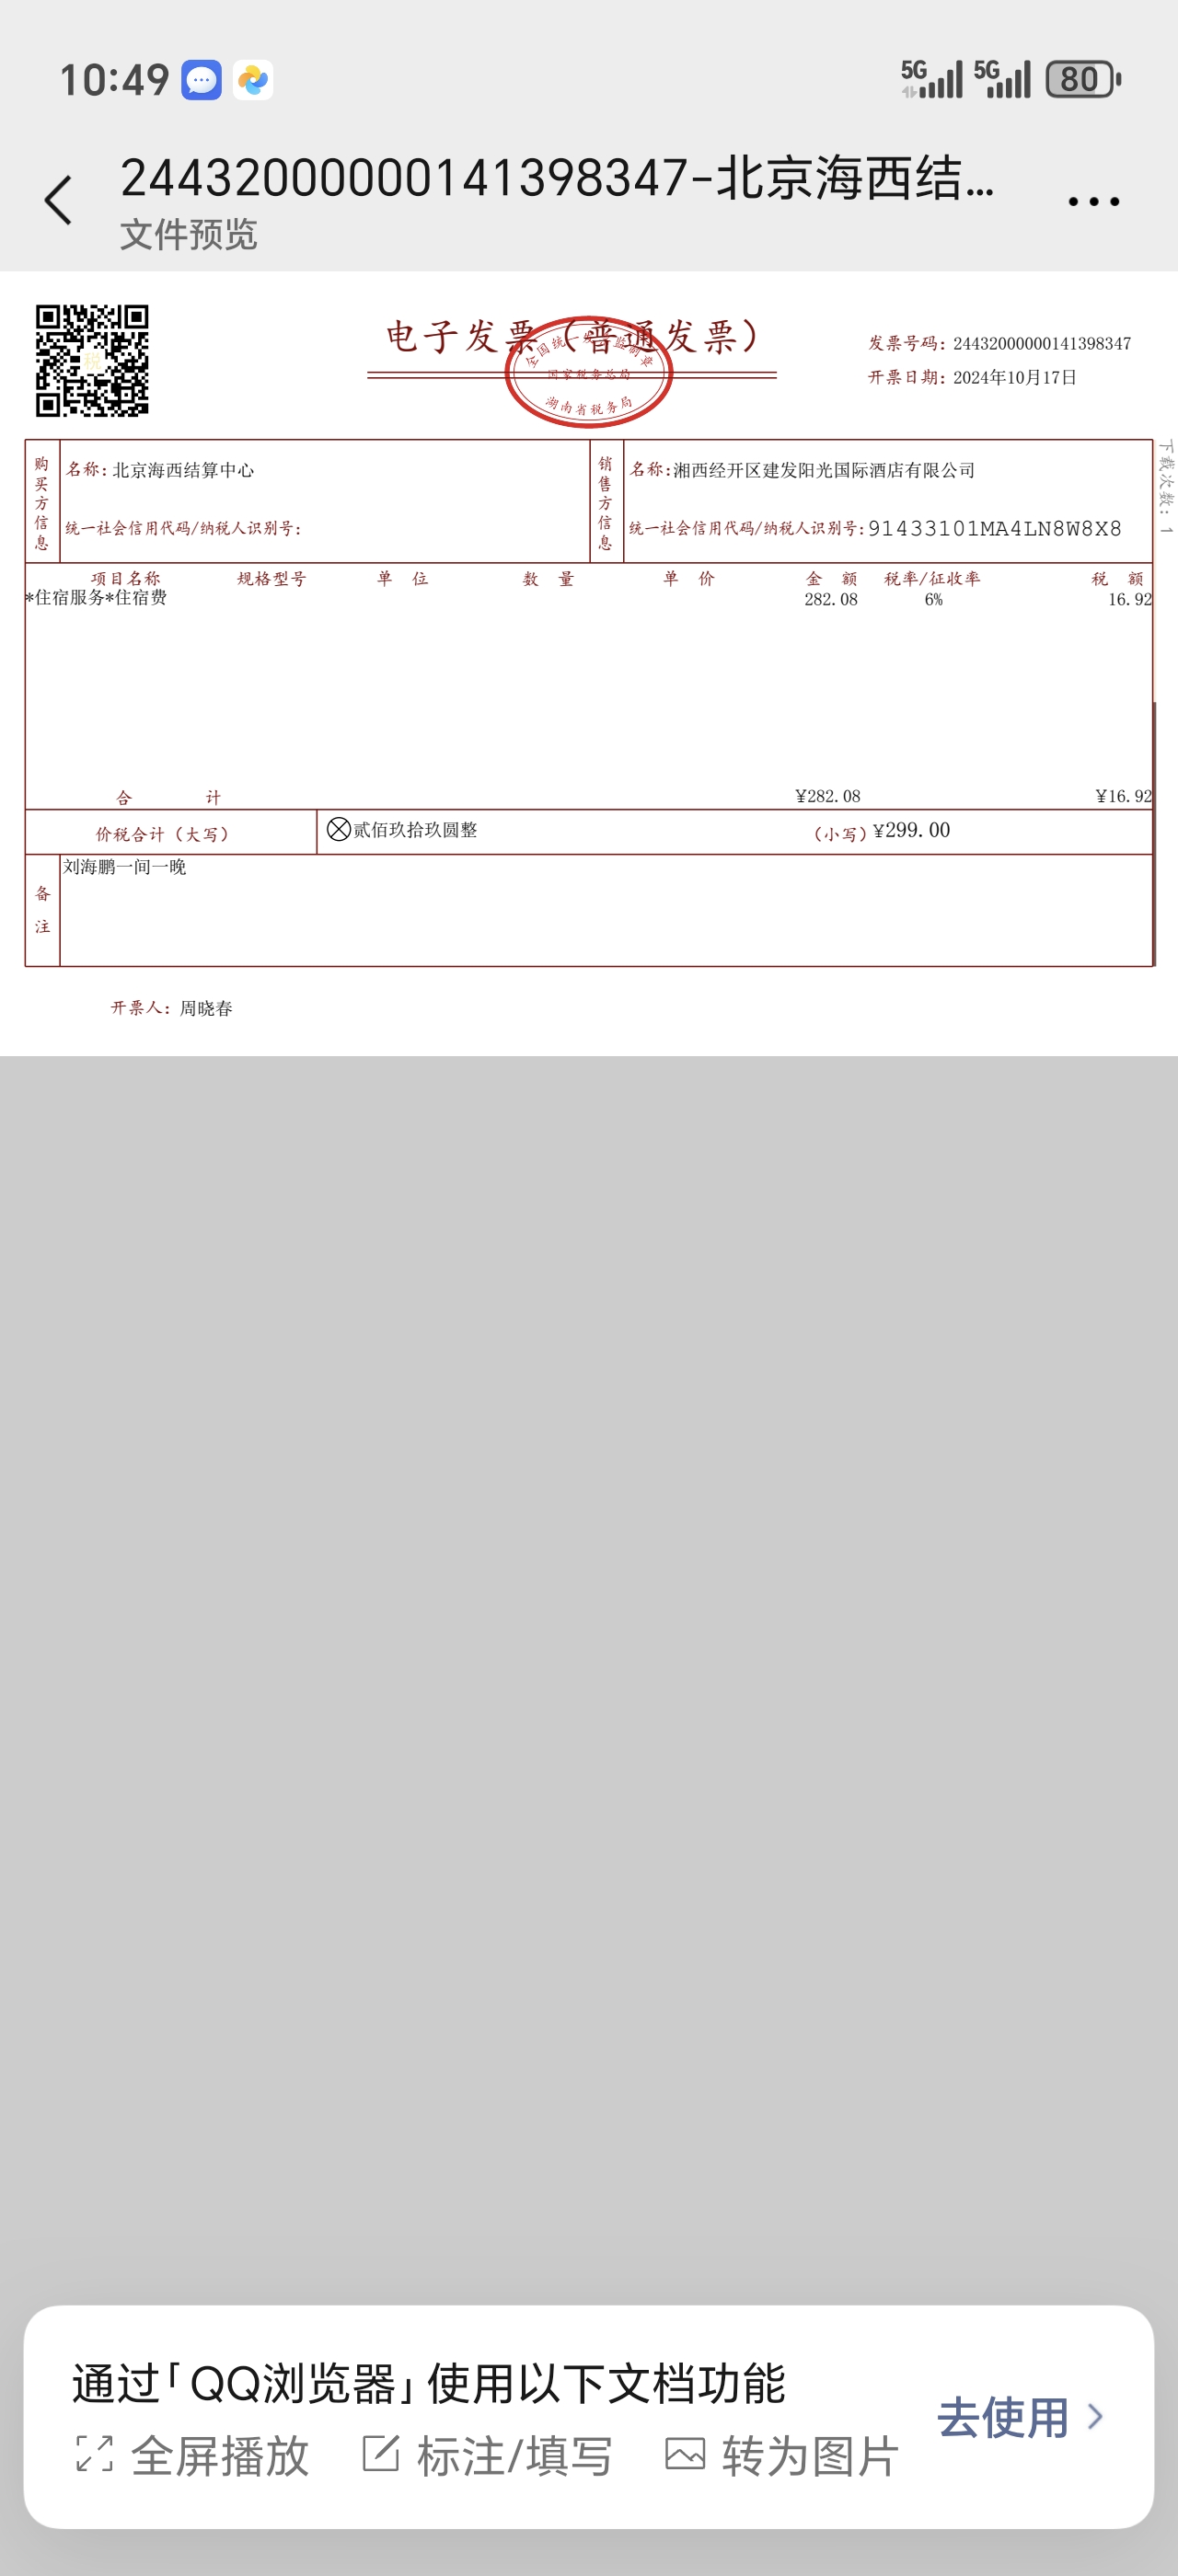 10:49
5G 5G 80
24432000000141398347-北京海西结...
文件预览
税
电子发票（普通发票）
全国统一发票监制章
国家税务总局
湖南省税务局
发票号码：24432000000141398347
开票日期：2024年10月17日
下载次数：1
购买方信息
名称：北京海西结算中心
统一社会信用代码/纳税人识别号：
销售方信息
名称：湘西经开区建发阳光国际酒店有限公司
统一社会信用代码/纳税人识别号：91433101MA4LN8W8X8
项目名称 规格型号 单 位 数 量 单 价 金 额 税率/征收率 税 额
*住宿服务*住宿费 282.08 6% 16.92
合 计 ¥282.08 ¥16.92
价税合计（大写） 贰佰玖拾玖圆整 （小写）¥299.00
备注
刘海鹏一间一晚
开票人：周晓春
通过「QQ浏览器」使用以下文档功能
去使用
全屏播放 标注/填写 转为图片